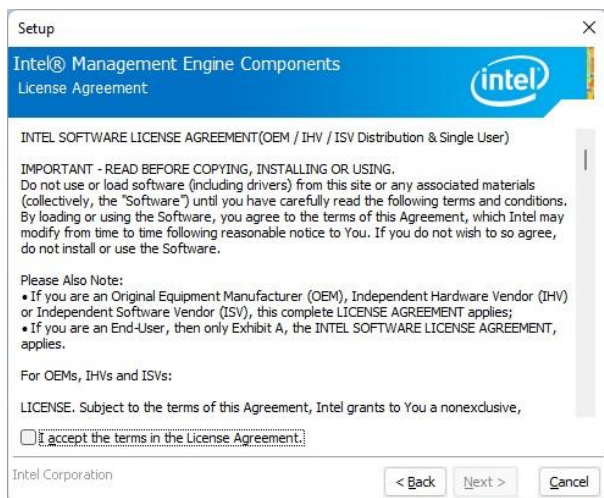 Setup
Intel® Management Engine Components
License Agreement
intel
INTEL SOFTWARE LICENSE AGREEMENT(OEM / IHV / ISV Distribution & Single User)
IMPORTANT - READ BEFORE COPYING, INSTALLING OR USING.
Do not use or load software (including drivers) from this site or any associated materials
(collectively, the "Software") until you have carefully read the following terms and conditions.
By loading or using the Software, you agree to the terms of this Agreement, which Intel may
modify from time to time following reasonable notice to You. If you do not wish to so agree,
do not install or use the Software.
Please Also Note:
• If you are an Original Equipment Manufacturer (OEM), Independent Hardware Vendor (IHV)
or Independent Software Vendor (ISV), this complete LICENSE AGREEMENT applies;
• If you are an End-User, then only Exhibit A, the INTEL SOFTWARE LICENSE AGREEMENT,
applies.
For OEMs, IHVs and ISVs:
LICENSE. Subject to the terms of this Agreement, Intel grants to You a nonexclusive,
I accept the terms in the License Agreement.
Intel Corporation
< Back Next > Cancel